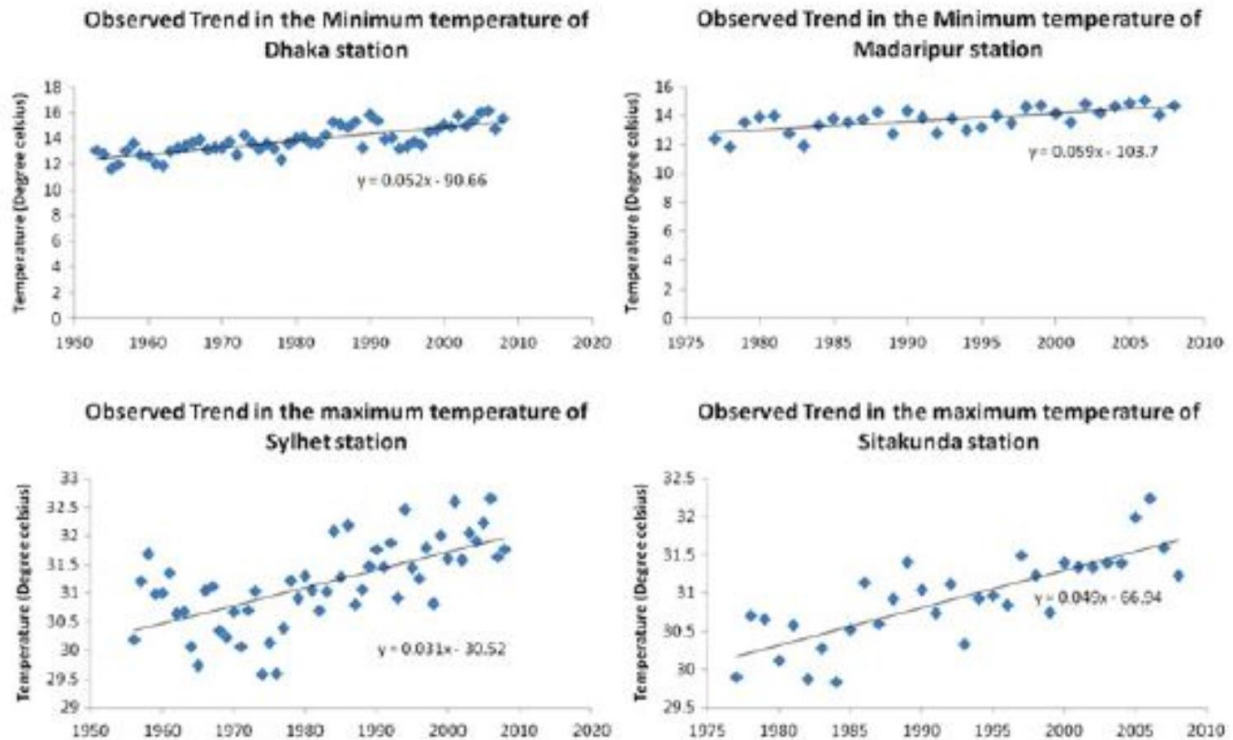 Observed Trend in the Minimum temperature of
Dhaka station
Temperature (Degree celsius)
18
16
14
12
10
8
6
4
2
0
y = 0.052x - 90.66
1950 1960 1970 1980 1990 2000 2010 2020
Observed Trend in the Minimum temperature of
Madaripur station
Temperature (Degree celsius)
16
14
12
10
8
6
4
2
0
y = 0.059x - 103.7
1975 1980 1985 1990 1995 2000 2005 2010
Observed Trend in the maximum temperature of
Sylhet station
Temperature (Degree celsius)
33
32.5
32
31.5
31
30.5
30
29.5
29
y = 0.031x - 30.52
1950 1960 1970 1980 1990 2000 2010 2020
Observed Trend in the maximum temperature of
Sitakunda station
Temperature (Degree celsius)
32.5
32
31.5
31
30.5
30
29.5
y = 0.049x - 66.94
1975 1980 1985 1990 1995 2000 2005 2010